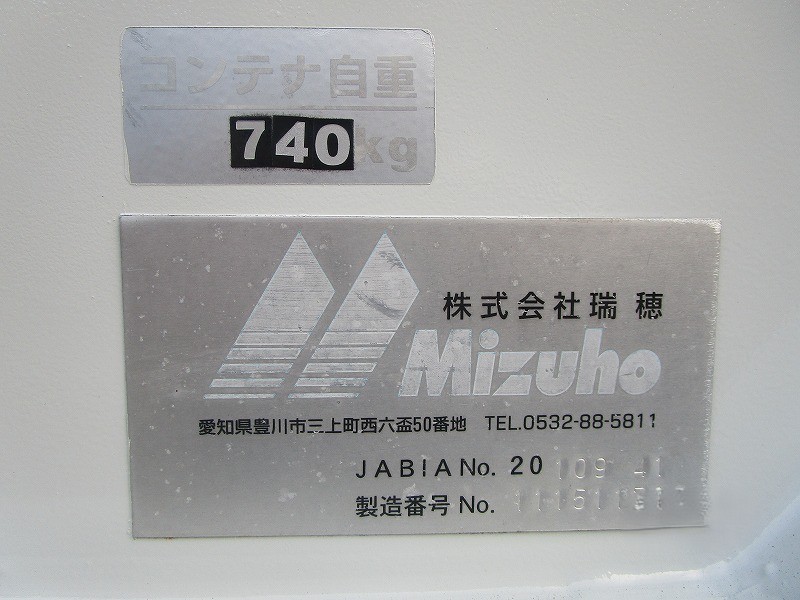 コンテナ自重
740kg
株式会社瑞穂
Mizuho
愛知県豊川市三上町西六盃50番地 TEL.0532-88-5811
JABIA No. 20
製造番号 No.